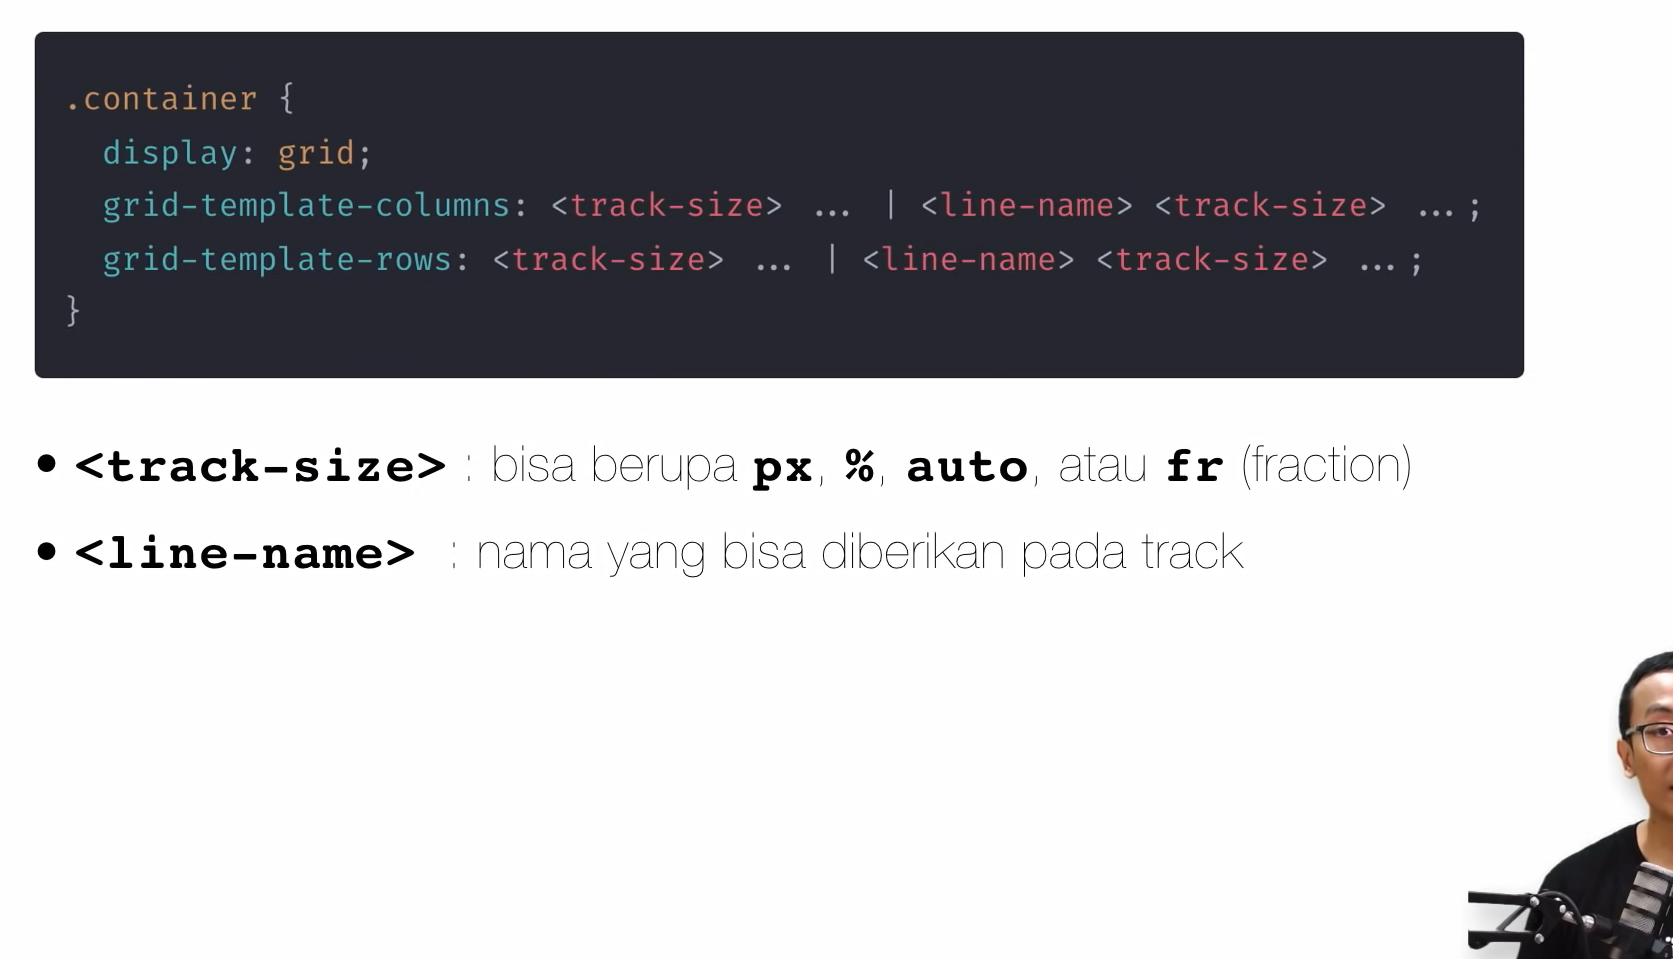 .container {
display: grid;
grid-template-columns: <track-size> ... | <line-name> <track-size> ... ;
grid-template-rows: <track-size> ... | <line-name> <track-size> ... ;
}
• <track-size> : bisa berupa px, %, auto, atau fr (fraction)
• <line-name> : nama yang bisa diberikan pada track